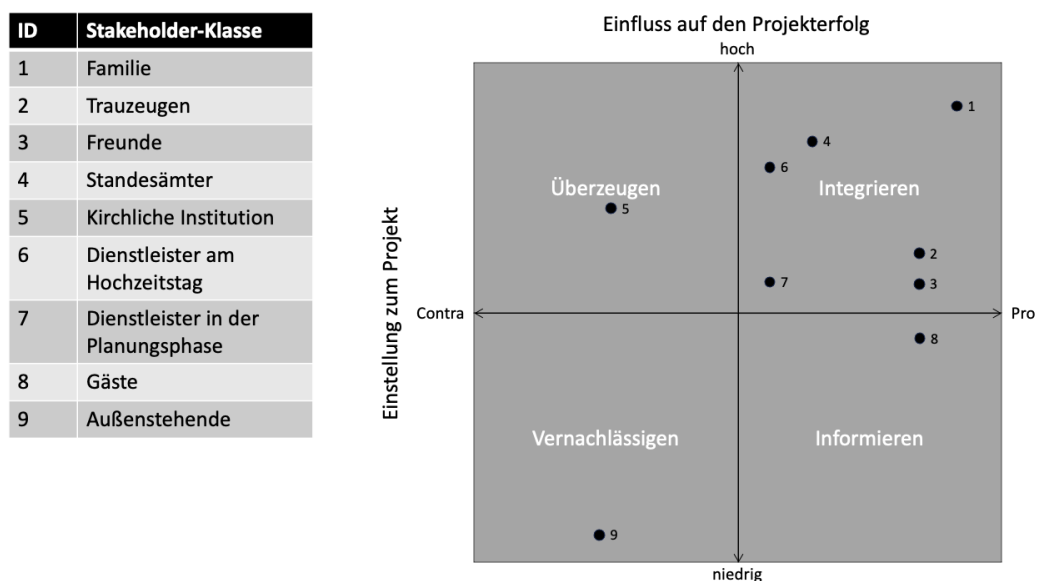 ID Stakeholder-Klasse
1 Familie
2 Trauzeugen
3 Freunde
4 Standesämter
5 Kirchliche Institution
6 Dienstleister am
Hochzeitstag
7 Dienstleister in der
Planungsphase
8 Gäste
9 Außenstehende
Einfluss auf den Projekterfolg
hoch
1
4
6
Überzeugen
Integrieren
5
2
7
3
Einstellung zum Projekt
Contra
Pro
8
Vernachlässigen
Informieren
9
niedrig